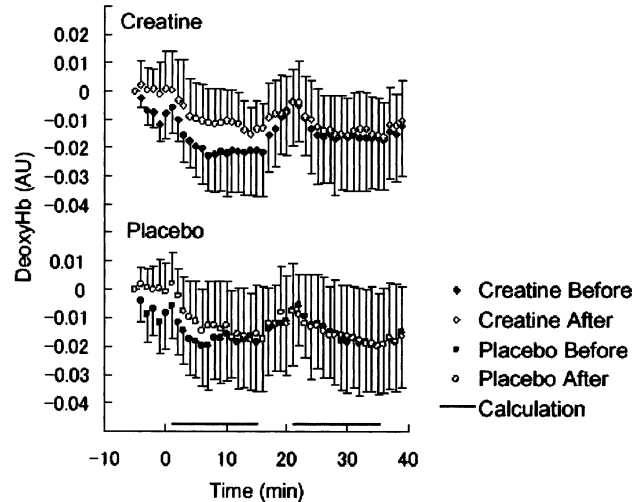 Creatine
0.02
0.01
0
-0.01
-0.02
-0.03
-0.04
DeoxyHb (AU)
Placebo
0.01
0
-0.01
-0.02
-0.03
-0.04
-10
0
10
20
30
40
Time (min)
Creatine Before
Creatine After
Placebo Before
Placebo After
Calculation